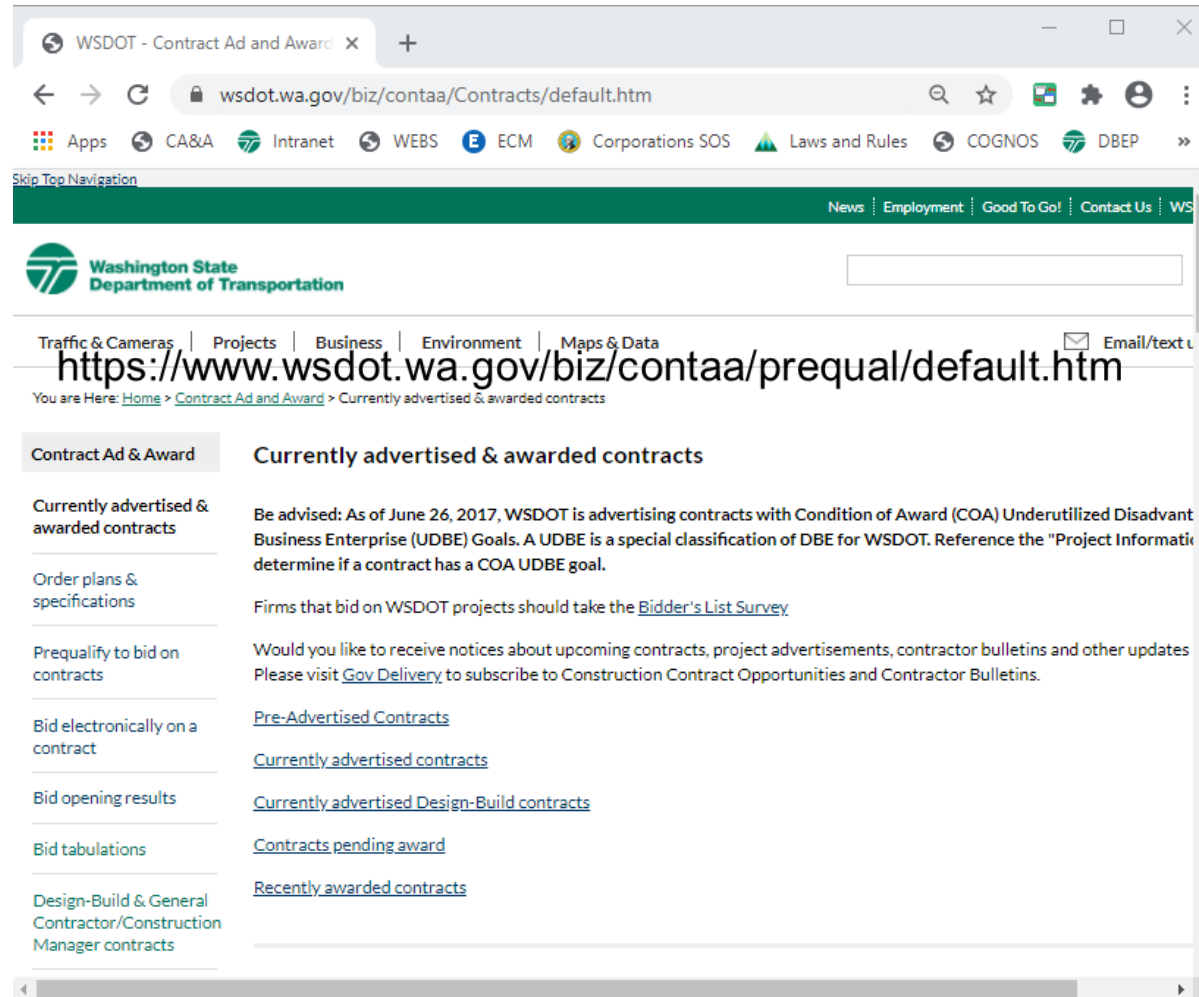 WSDOT - Contract Ad and Award
wsdot.wa.gov/biz/contaa/Contracts/default.htm
Apps CA&A Intranet WEBS E ECM Corporations SOS Laws and Rules COGNOS DBEP »
Skip Top Navigation
News Employment Good To Go! Contact Us WS
Washington State
Department of Transportation
Traffic & Cameras Projects Business Environment Maps & Data Email/text u
https://www.wsdot.wa.gov/biz/contaa/prequal/default.htm
You are Here: Home > Contract Ad and Award > Currently advertised & awarded contracts
Contract Ad & Award
Currently advertised &
awarded contracts
Order plans &
specifications
Prequalify to bid on
contracts
Bid electronically on a
contract
Bid opening results
Bid tabulations
Design-Build & General
Contractor/Construction
Manager contracts
Currently advertised & awarded contracts
Be advised: As of June 26, 2017, WSDOT is advertising contracts with Condition of Award (COA) Underutilized Disadvant
Business Enterprise (UDBE) Goals. A UDBE is a special classification of DBE for WSDOT. Reference the "Project Informatio
determine if a contract has a COA UDBE goal.
Firms that bid on WSDOT projects should take the Bidder's List Survey
Would you like to receive notices about upcoming contracts, project advertisements, contractor bulletins and other updates
Please visit Gov Delivery to subscribe to Construction Contract Opportunities and Contractor Bulletins.
Pre-Advertised Contracts
Currently advertised contracts
Currently advertised Design-Build contracts
Contracts pending award
Recently awarded contracts